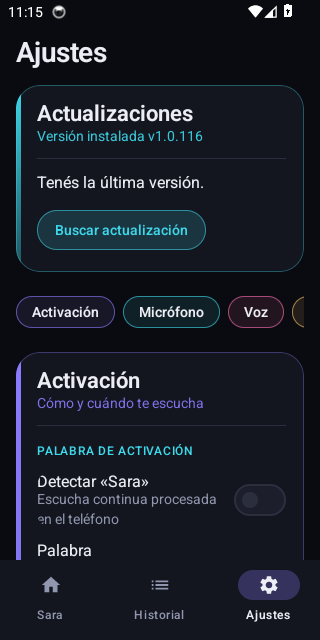 11:15
Ajustes
Actualizaciones
Versión instalada v1.0.116
Tenés la última versión.
Buscar actualización
Activación Micrófono Voz
Activación
Cómo y cuándo te escucha
PALABRA DE ACTIVACIÓN
Detectar «Sara»
Escucha continua procesada
en el teléfono
Palabra
Sara Historial Ajustes